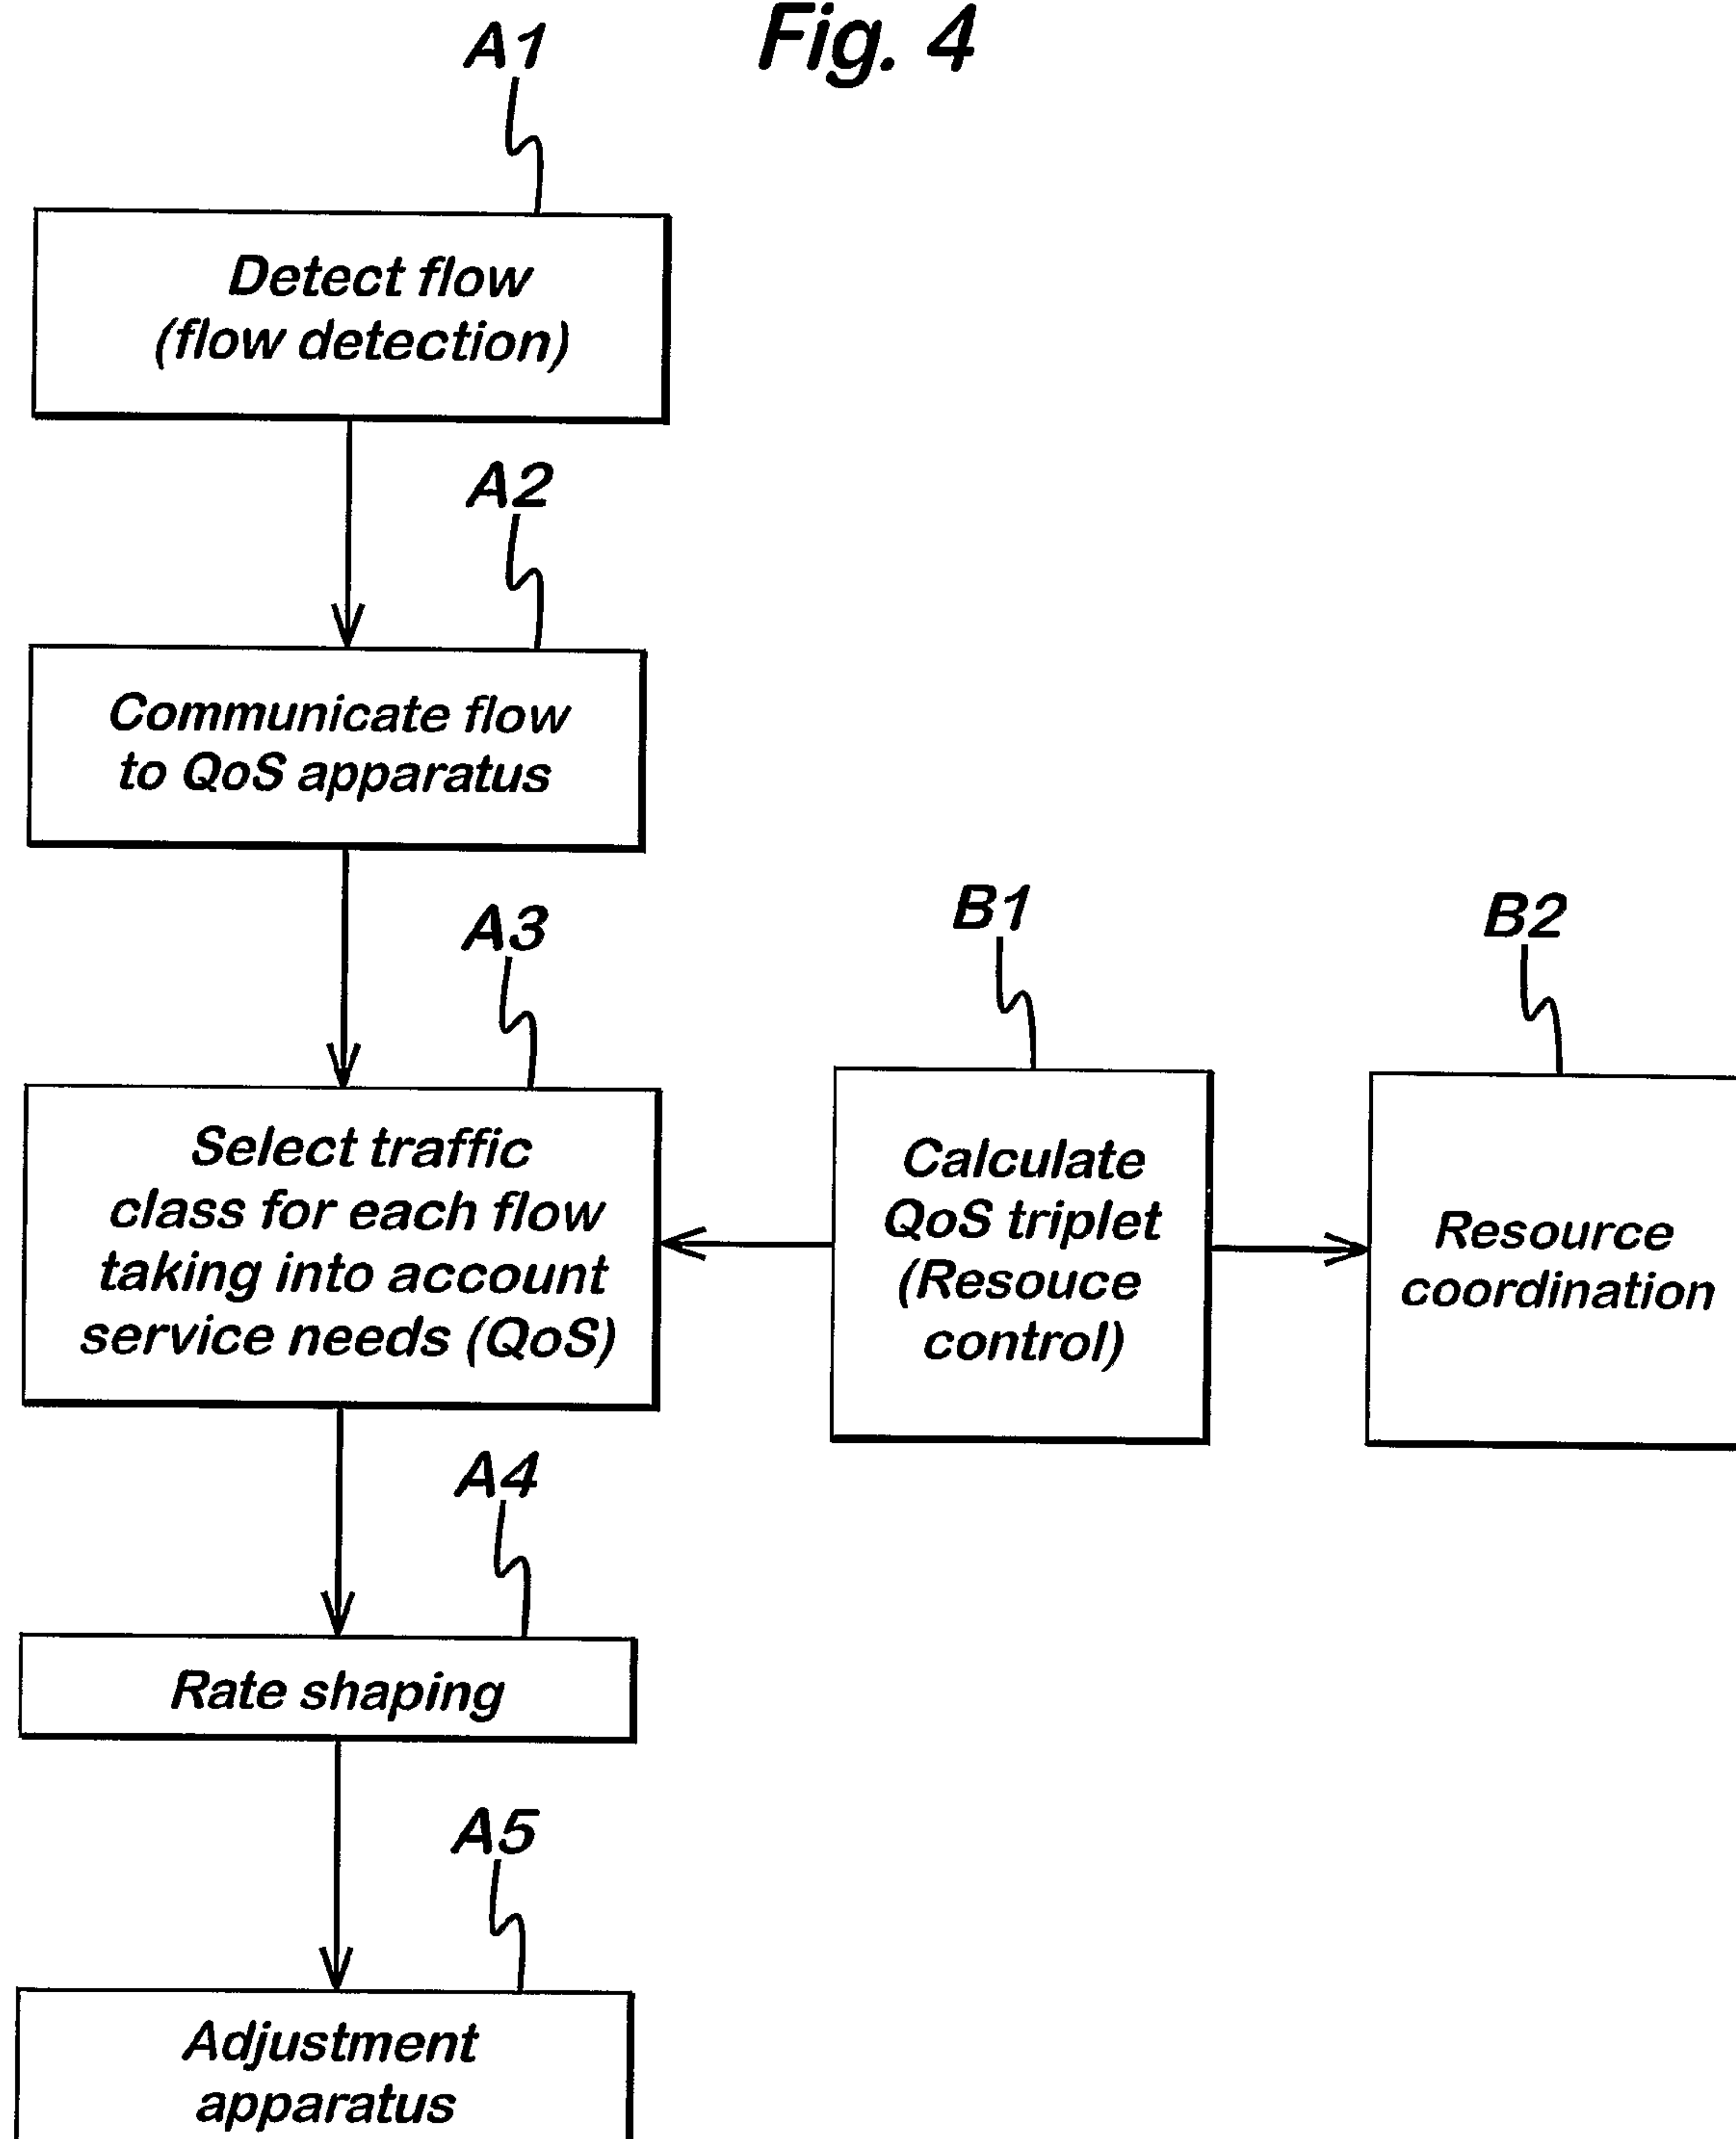 Fig. 4
A1
Detect flow
(flow detection)
A2
Communicate flow
to QoS apparatus
A3
Select traffic
class for each flow
taking into account
service needs (QoS)
B1
Calculate
QoS triplet
(Resouce
control)
B2
Resource
coordination
A4
Rate shaping
A5
Adjustment
apparatus